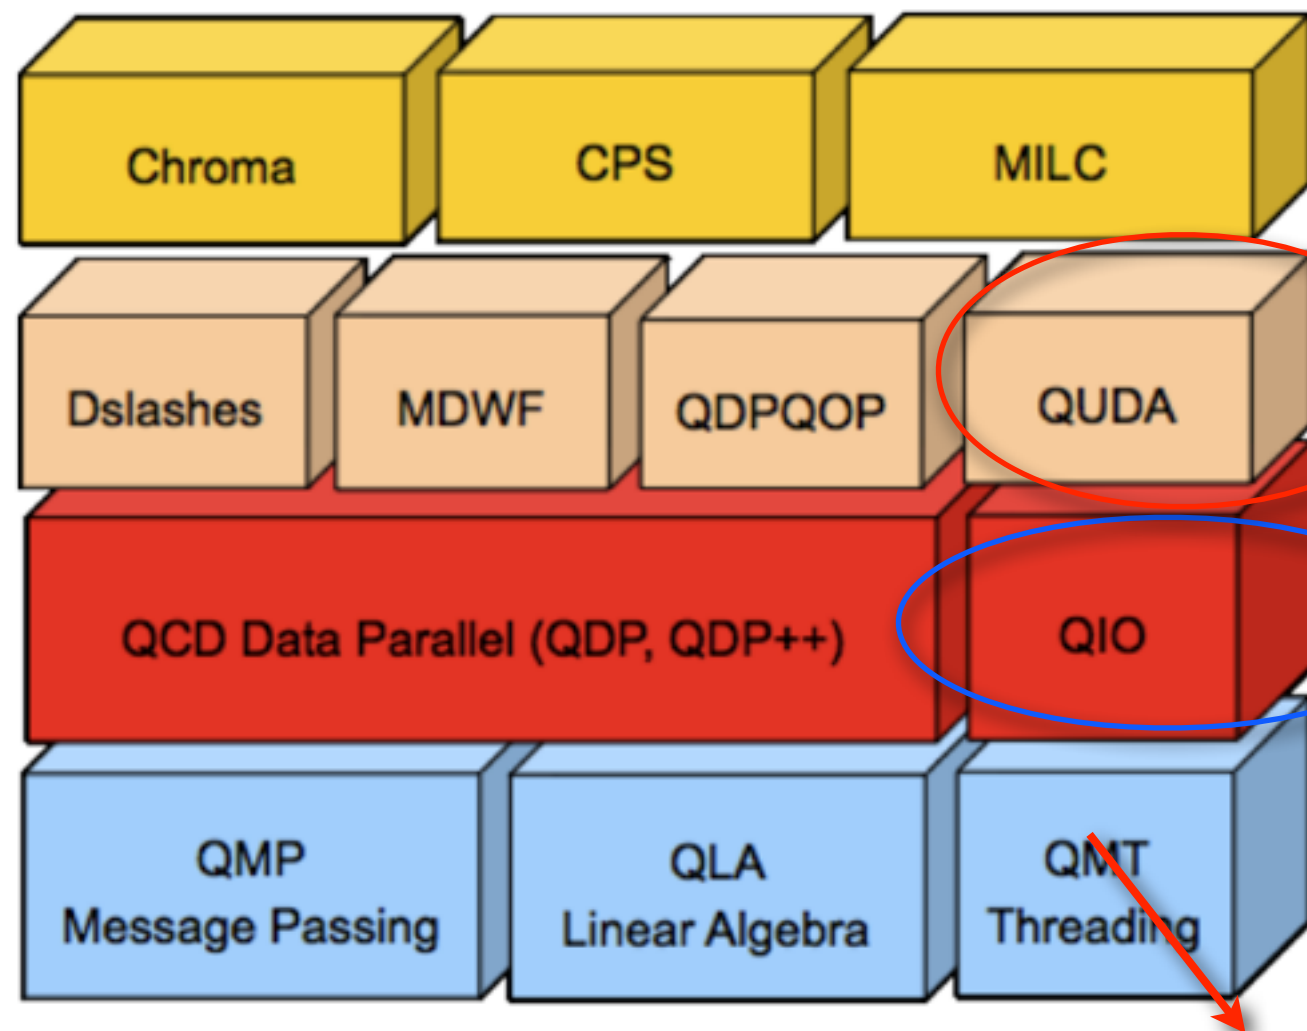 Chroma
CPS
MILC
Dslashes
MDWF
QDPQOP
QUDA
QCD Data Parallel (QDP, QDP++)
QIO
QMP
Message Passing
QLA
Linear Algebra
QMT
Threading